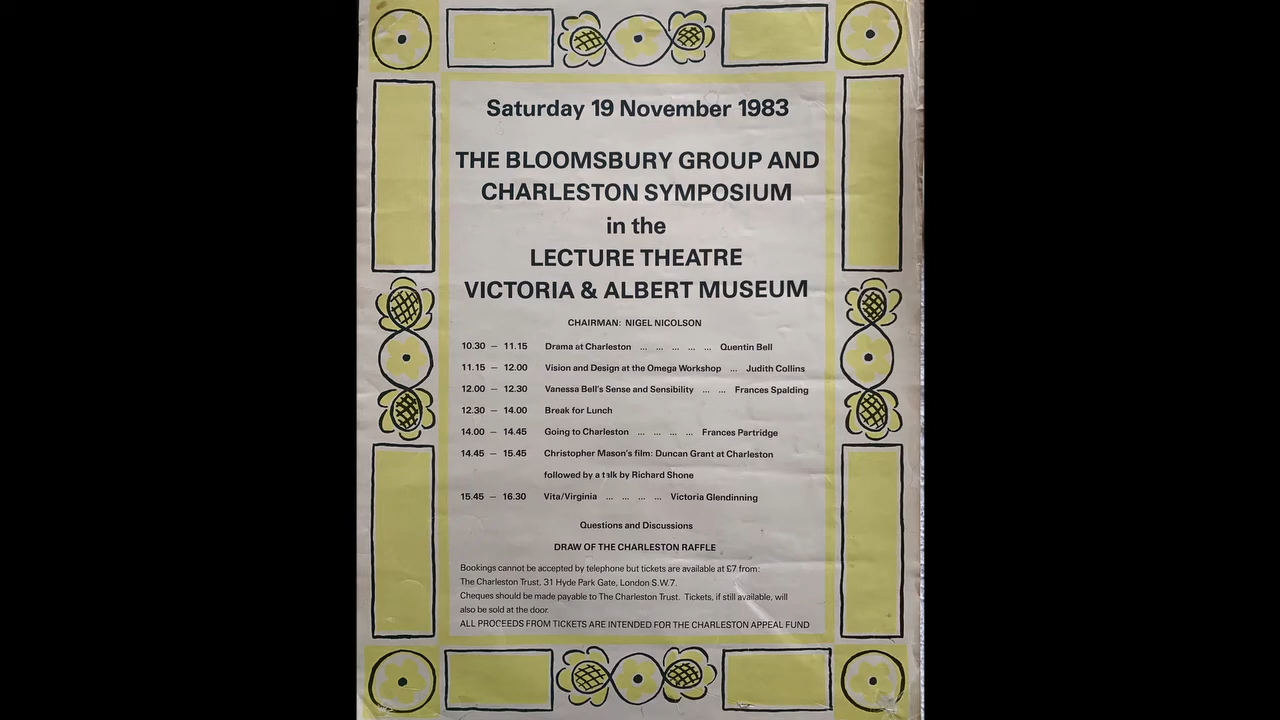 Saturday 19 November 1983
THE BLOOMSBURY GROUP AND
CHARLESTON SYMPOSIUM
in the
LECTURE THEATRE
VICTORIA & ALBERT MUSEUM
CHAIRMAN: NIGEL NICOLSON
10.30 — 11.15 Drama at Charleston ... ... ... ... ... Quentin Bell
11.15 — 12.00 Vision and Design at the Omega Workshop ... Judith Collins
12.00 — 12.30 Vanessa Bell's Sense and Sensibility ... ... Frances Spalding
12.30 — 14.00 Break for Lunch
14.00 — 14.45 Going to Charleston ... ... ... ... Frances Partridge
14.45 — 15.45 Christopher Mason's film: Duncan Grant at Charleston
followed by a talk by Richard Shone
15.45 — 16.30 Vita/Virginia ... ... ... ... Victoria Glendinning
Questions and Discussions
DRAW OF THE CHARLESTON RAFFLE
Bookings cannot be accepted by telephone but tickets are available at £7 from:
The Charleston Trust, 31 Hyde Park Gate, London S.W.7.
Cheques should be made payable to The Charleston Trust. Tickets, if still available, will
also be sold at the door.
ALL PROCEEDS FROM TICKETS ARE INTENDED FOR THE CHARLESTON APPEAL FUND